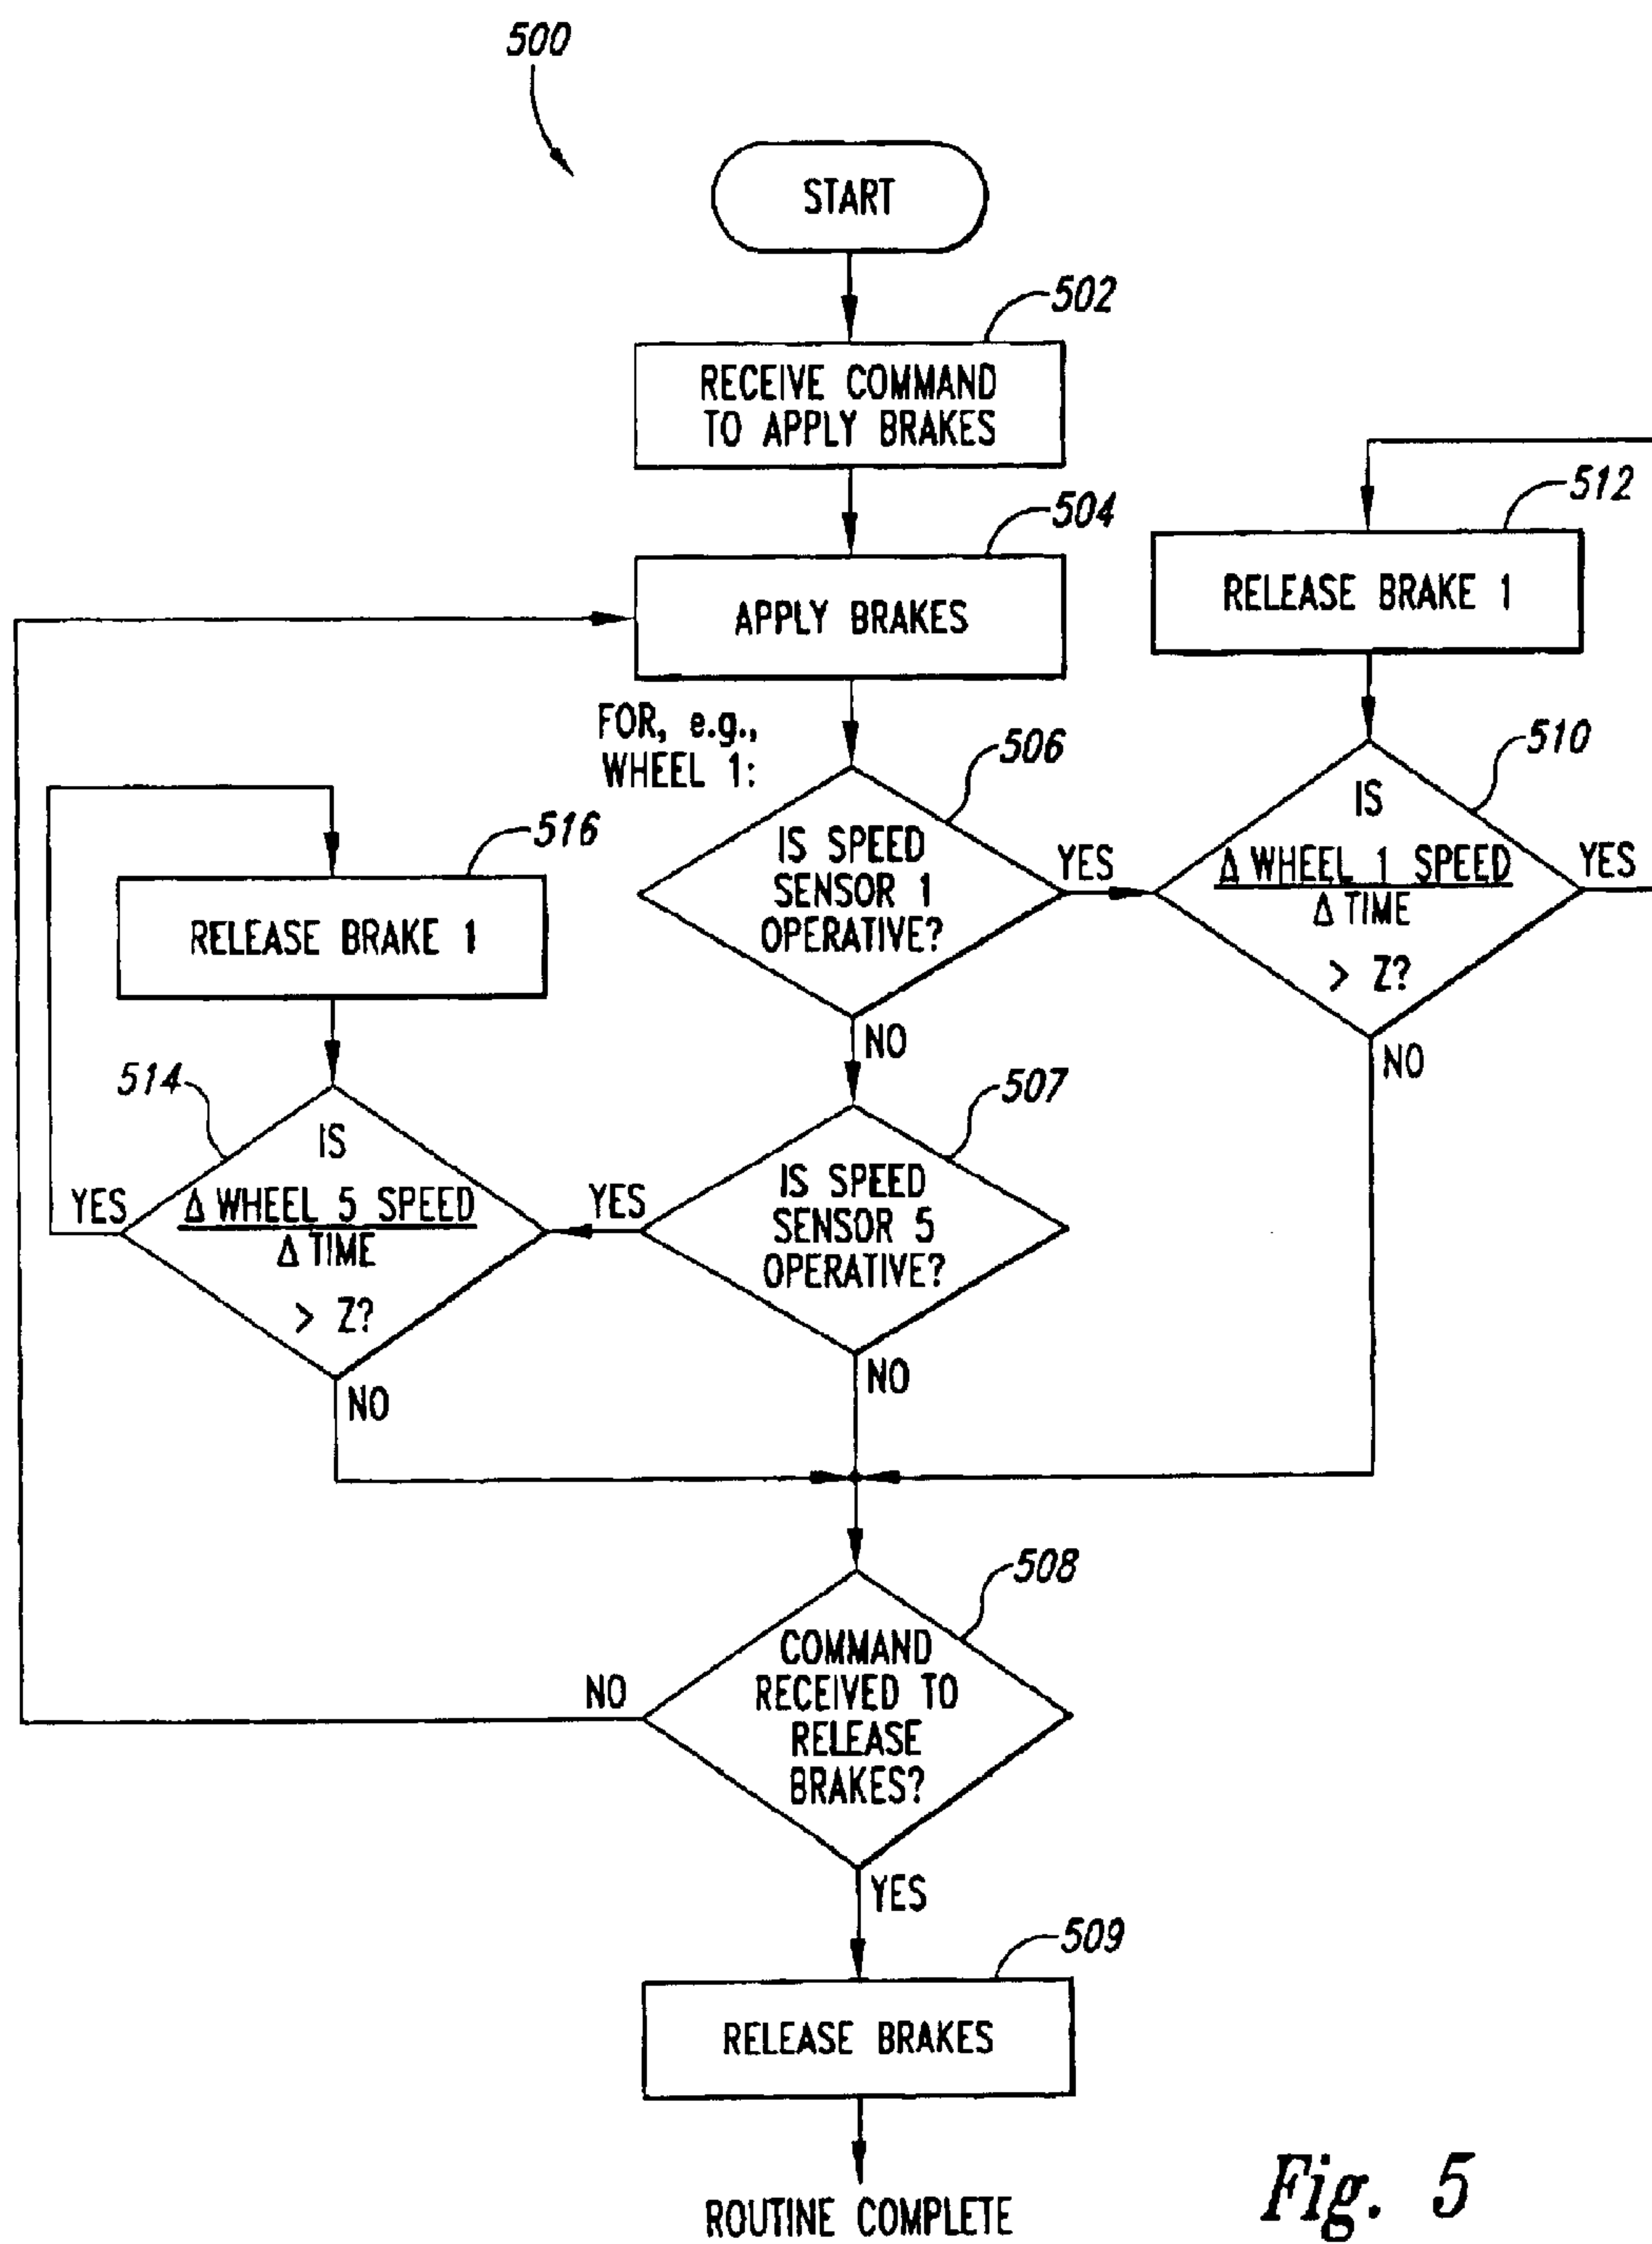 500
START
502
RECEIVE COMMAND
TO APPLY BRAKES
504
APPLY BRAKES
512
RELEASE BRAKE 1
FOR, e.g.,
WHEEL 1:
506
IS SPEED
SENSOR 1
OPERATIVE?
YES
NO
510
IS
Δ WHEEL 1 SPEED
Δ TIME
> Z?
YES
NO
516
RELEASE BRAKE 1
514
IS
Δ WHEEL 5 SPEED
Δ TIME
> Z?
YES
NO
507
IS SPEED
SENSOR 5
OPERATIVE?
YES
NO
508
COMMAND
RECEIVED TO
RELEASE
BRAKES?
NO
YES
509
RELEASE BRAKES
ROUTINE COMPLETE
Fig. 5